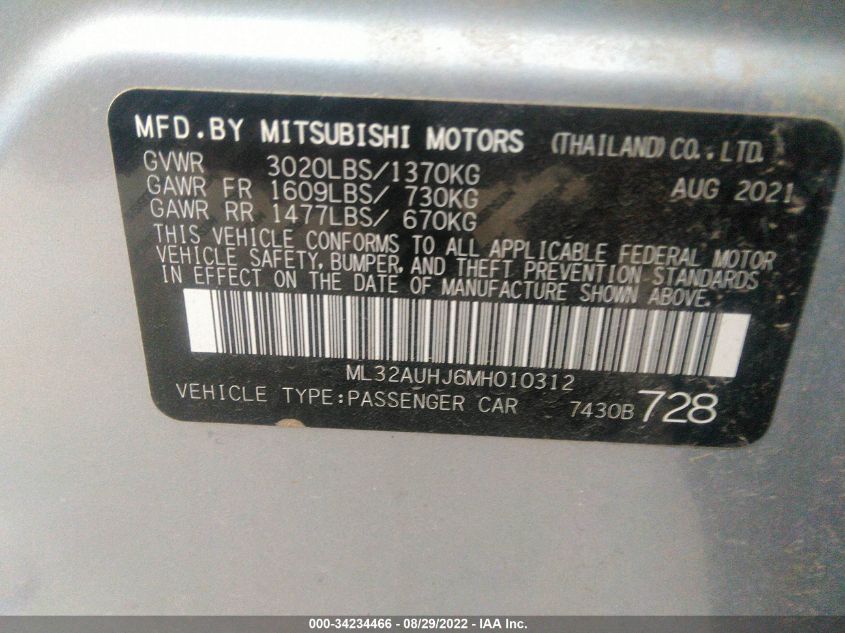 MFD.BY MITSUBISHI MOTORS (THAILAND) CO., LTD.
GVWR 3020LBS/1370KG AUG 2021
GAWR FR 1609LBS/ 730KG
GAWR RR 1477LBS/ 670KG
THIS VEHICLE CONFORMS TO ALL APPLICABLE FEDERAL MOTOR
VEHICLE SAFETY, BUMPER, AND THEFT PREVENTION STANDARDS
IN EFFECT ON THE DATE OF MANUFACTURE SHOWN ABOVE.
ML32AUHJ6MH010312
VEHICLE TYPE:PASSENGER CAR 7430B 728
000-34234466 - 08/29/2022 - IAA Inc.